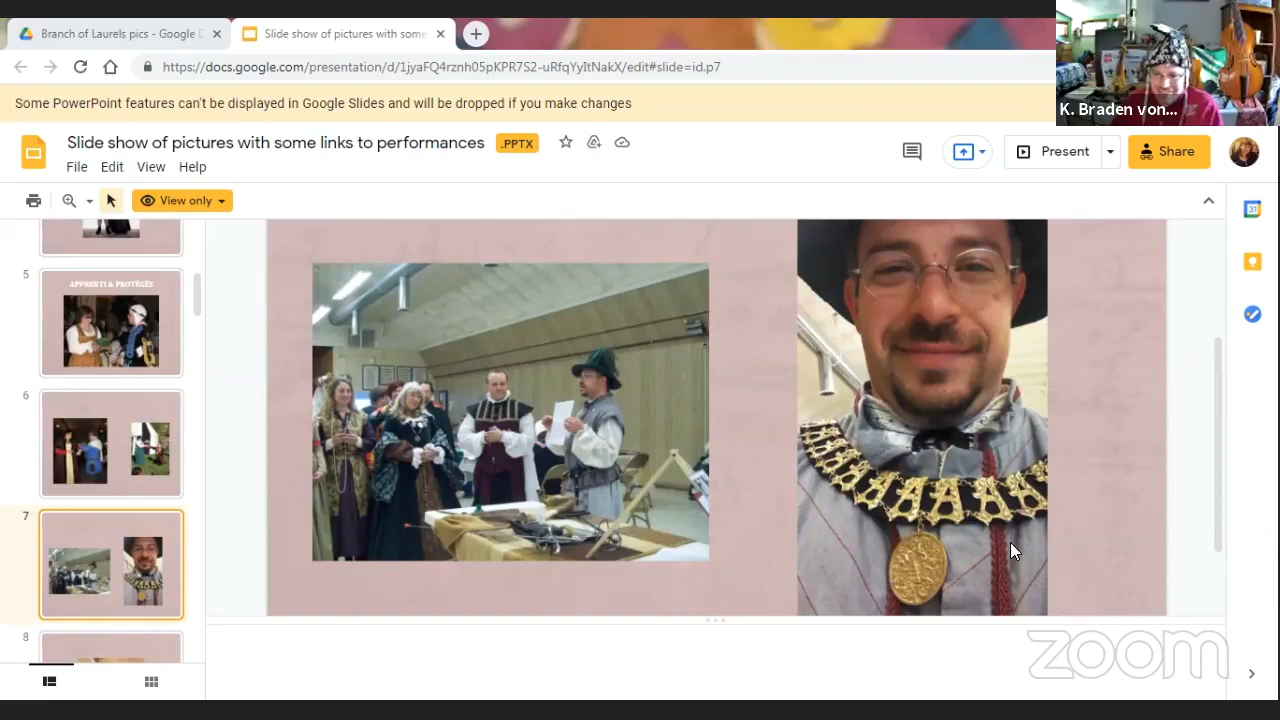 Branch of Laurels pics - Google D
Slide show of pictures with some
https://docs.google.com/presentation/d/1jyaFQ4rznh05pKPR7S2-uRfqYyItNakX/edit#slide=id.p7
Some PowerPoint features can't be displayed in Google Slides and will be dropped if you make changes
K. Braden von...
Slide show of pictures with some links to performances .PPTX
File Edit View Help
Present
Share
View only
31
5
APPRENTI & PROTÉGÉS
6
7
8
zoom